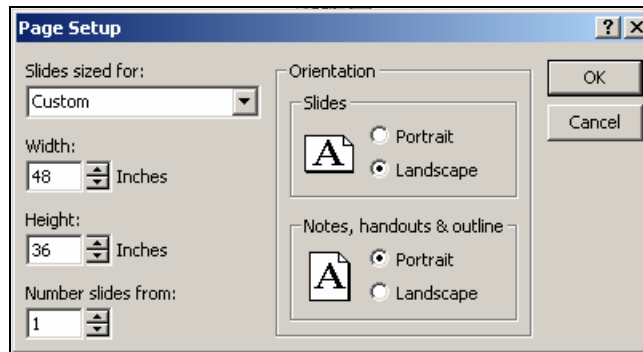 Page Setup
Slides sized for:
Custom
Width:
48 Inches
Height:
36 Inches
Number slides from:
1
Orientation
Slides
A
Portrait
Landscape
Notes, handouts & outline
A
Portrait
Landscape
OK
Cancel